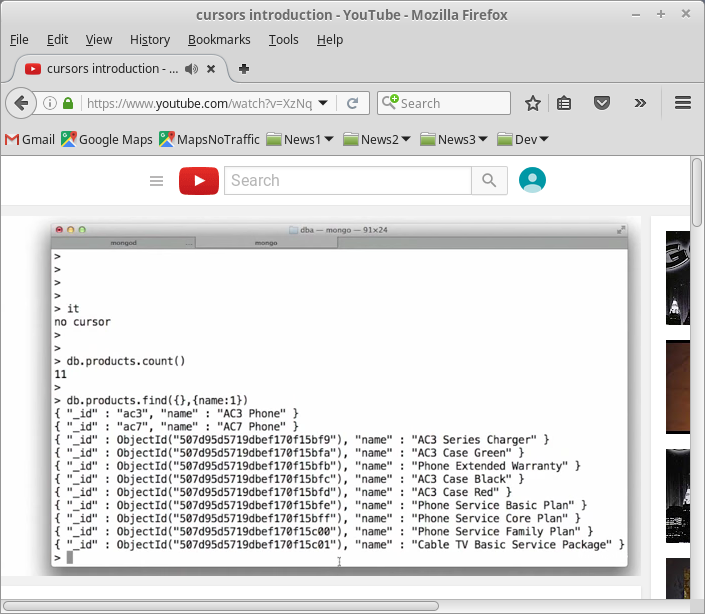 cursors introduction - YouTube - Mozilla Firefox
File Edit View History Bookmarks Tools Help
cursors introduction - ...
https://www.youtube.com/watch?v=XzNq
Search
Gmail Google Maps MapsNoTraffic News1 News2 News3 Dev
Search
dba — mongo — 91×24
mongod ... mongo
>
>
>
>
> it
no cursor
>
>
> db.products.count()
11
>
> db.products.find({},{name:1})
{ "_id" : "ac3", "name" : "AC3 Phone" }
{ "_id" : "ac7", "name" : "AC7 Phone" }
{ "_id" : ObjectId("507d95d5719dbef170f15bf9"), "name" : "AC3 Series Charger" }
{ "_id" : ObjectId("507d95d5719dbef170f15bfa"), "name" : "AC3 Case Green" }
{ "_id" : ObjectId("507d95d5719dbef170f15bfb"), "name" : "Phone Extended Warranty" }
{ "_id" : ObjectId("507d95d5719dbef170f15bfc"), "name" : "AC3 Case Black" }
{ "_id" : ObjectId("507d95d5719dbef170f15bfd"), "name" : "AC3 Case Red" }
{ "_id" : ObjectId("507d95d5719dbef170f15bfe"), "name" : "Phone Service Basic Plan" }
{ "_id" : ObjectId("507d95d5719dbef170f15bff"), "name" : "Phone Service Core Plan" }
{ "_id" : ObjectId("507d95d5719dbef170f15c00"), "name" : "Phone Service Family Plan" }
{ "_id" : ObjectId("507d95d5719dbef170f15c01"), "name" : "Cable TV Basic Service Package" }
>